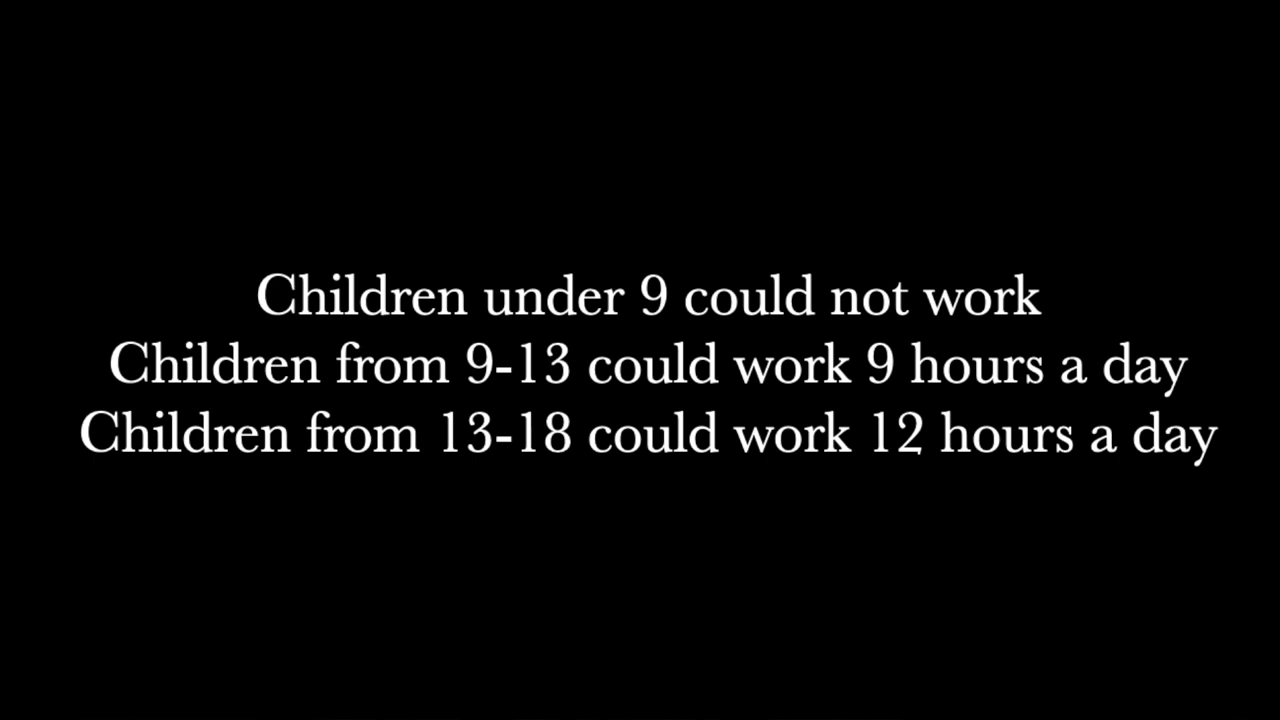 Children under 9 could not work
Children from 9-13 could work 9 hours a day
Children from 13-18 could work 12 hours a day